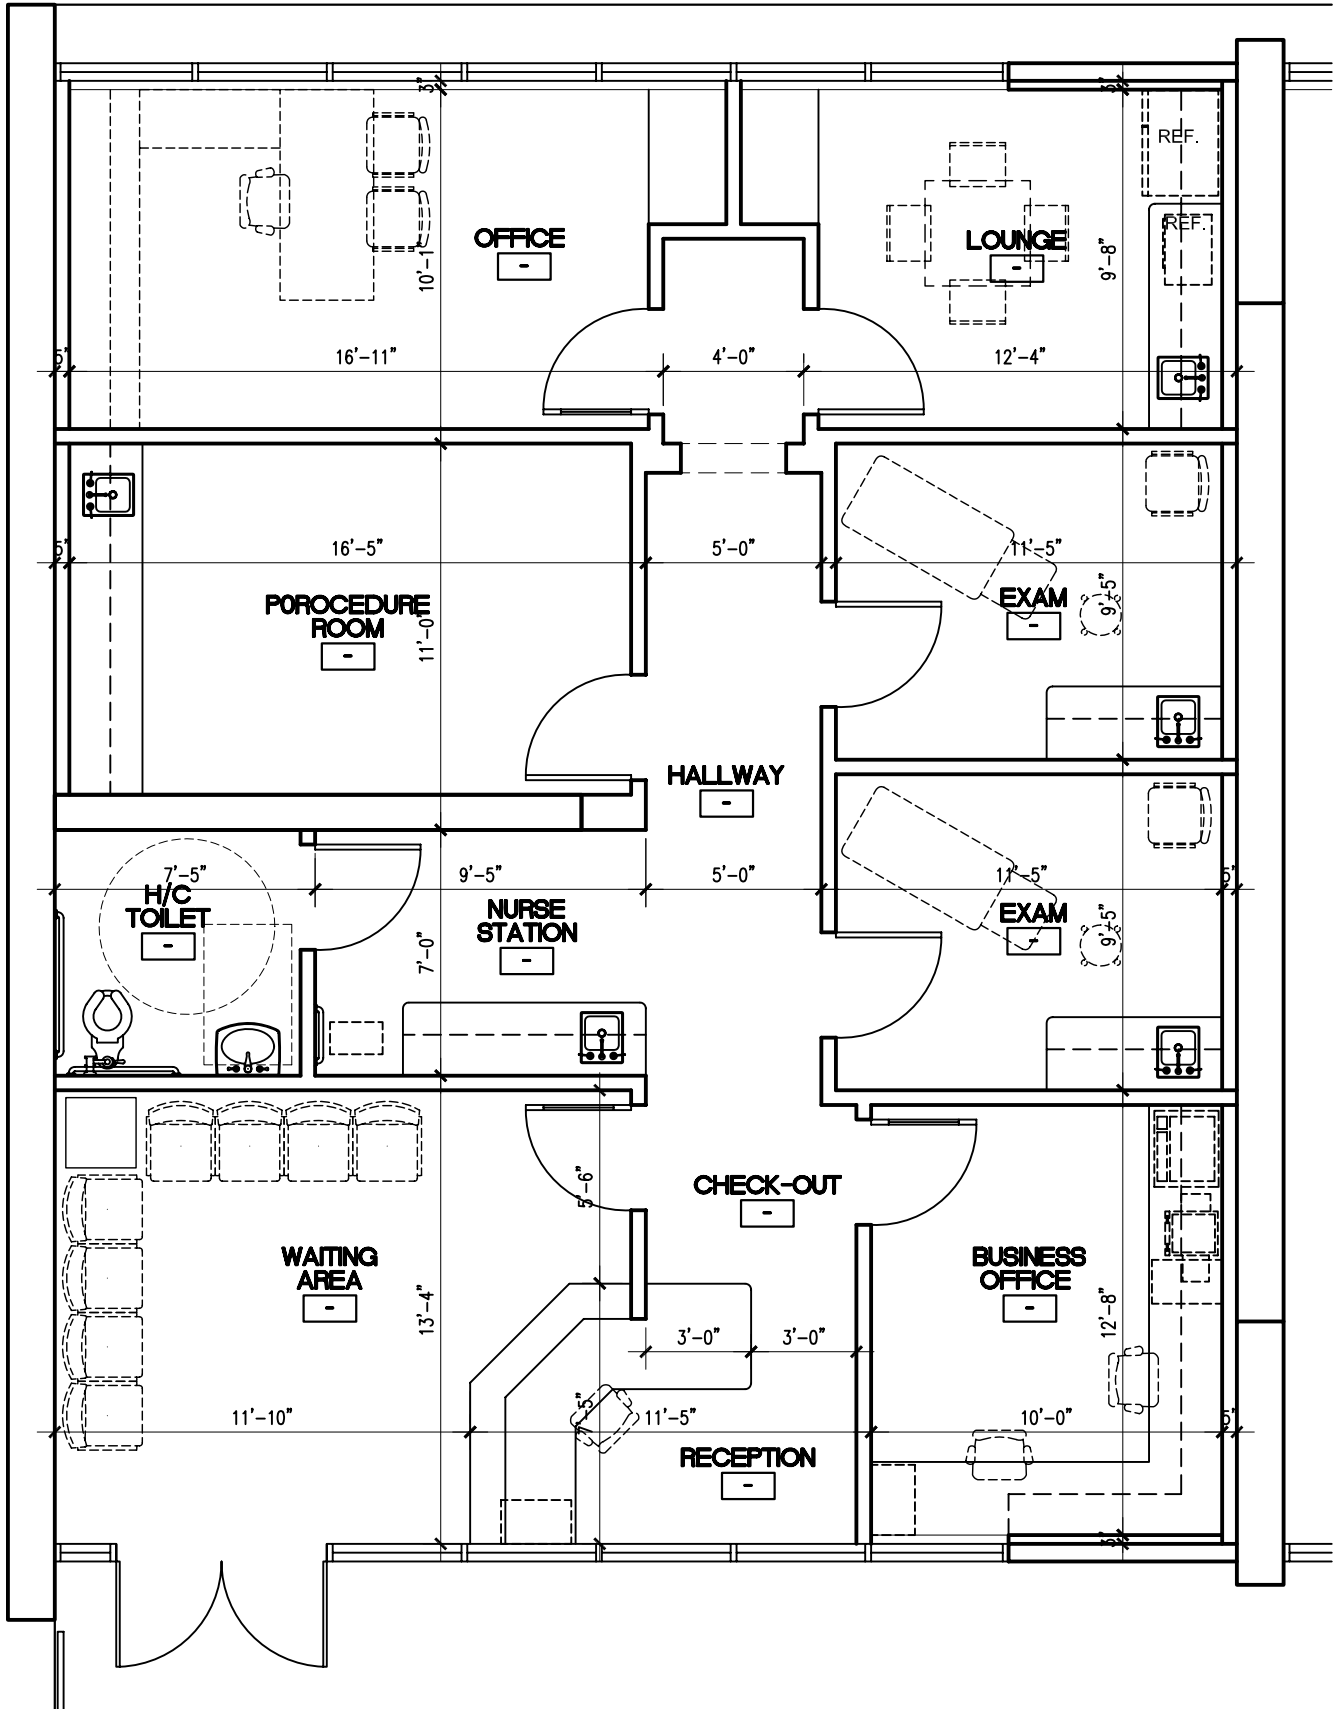 3"
3"
REF.
REF.
OFFICE
-
LOUNGE
-
10'-1"
9'-8"
5"
16'-11"
4'-0"
12'-4"
5"
16'-5"
5'-0"
11'-5"
P0ROCEDURE
ROOM
-
11'-0"
EXAM
-
9'-5"
HALLWAY
-
7'-5"
9'-5"
5'-0"
11'-5"
5"
H/C
TOILET
-
NURSE
STATION
-
7'-0"
EXAM
-
9'-5"
5'-6"
CHECK-OUT
-
WAITING
AREA
-
BUSINESS
OFFICE
-
13'-4"
12'-8"
3'-0"
3'-0"
11'-10"
7'-5"
11'-5"
10'-0"
5"
RECEPTION
-
3"